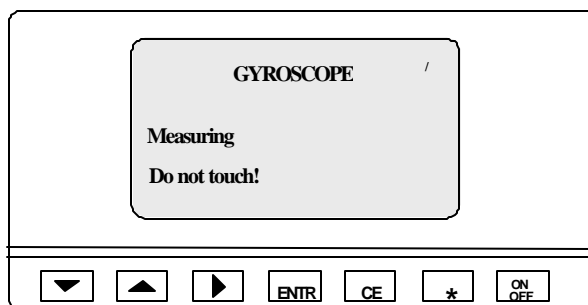 GYROSCOPE /
Measuring
Do not touch!
ENTR CE * ON
OFF